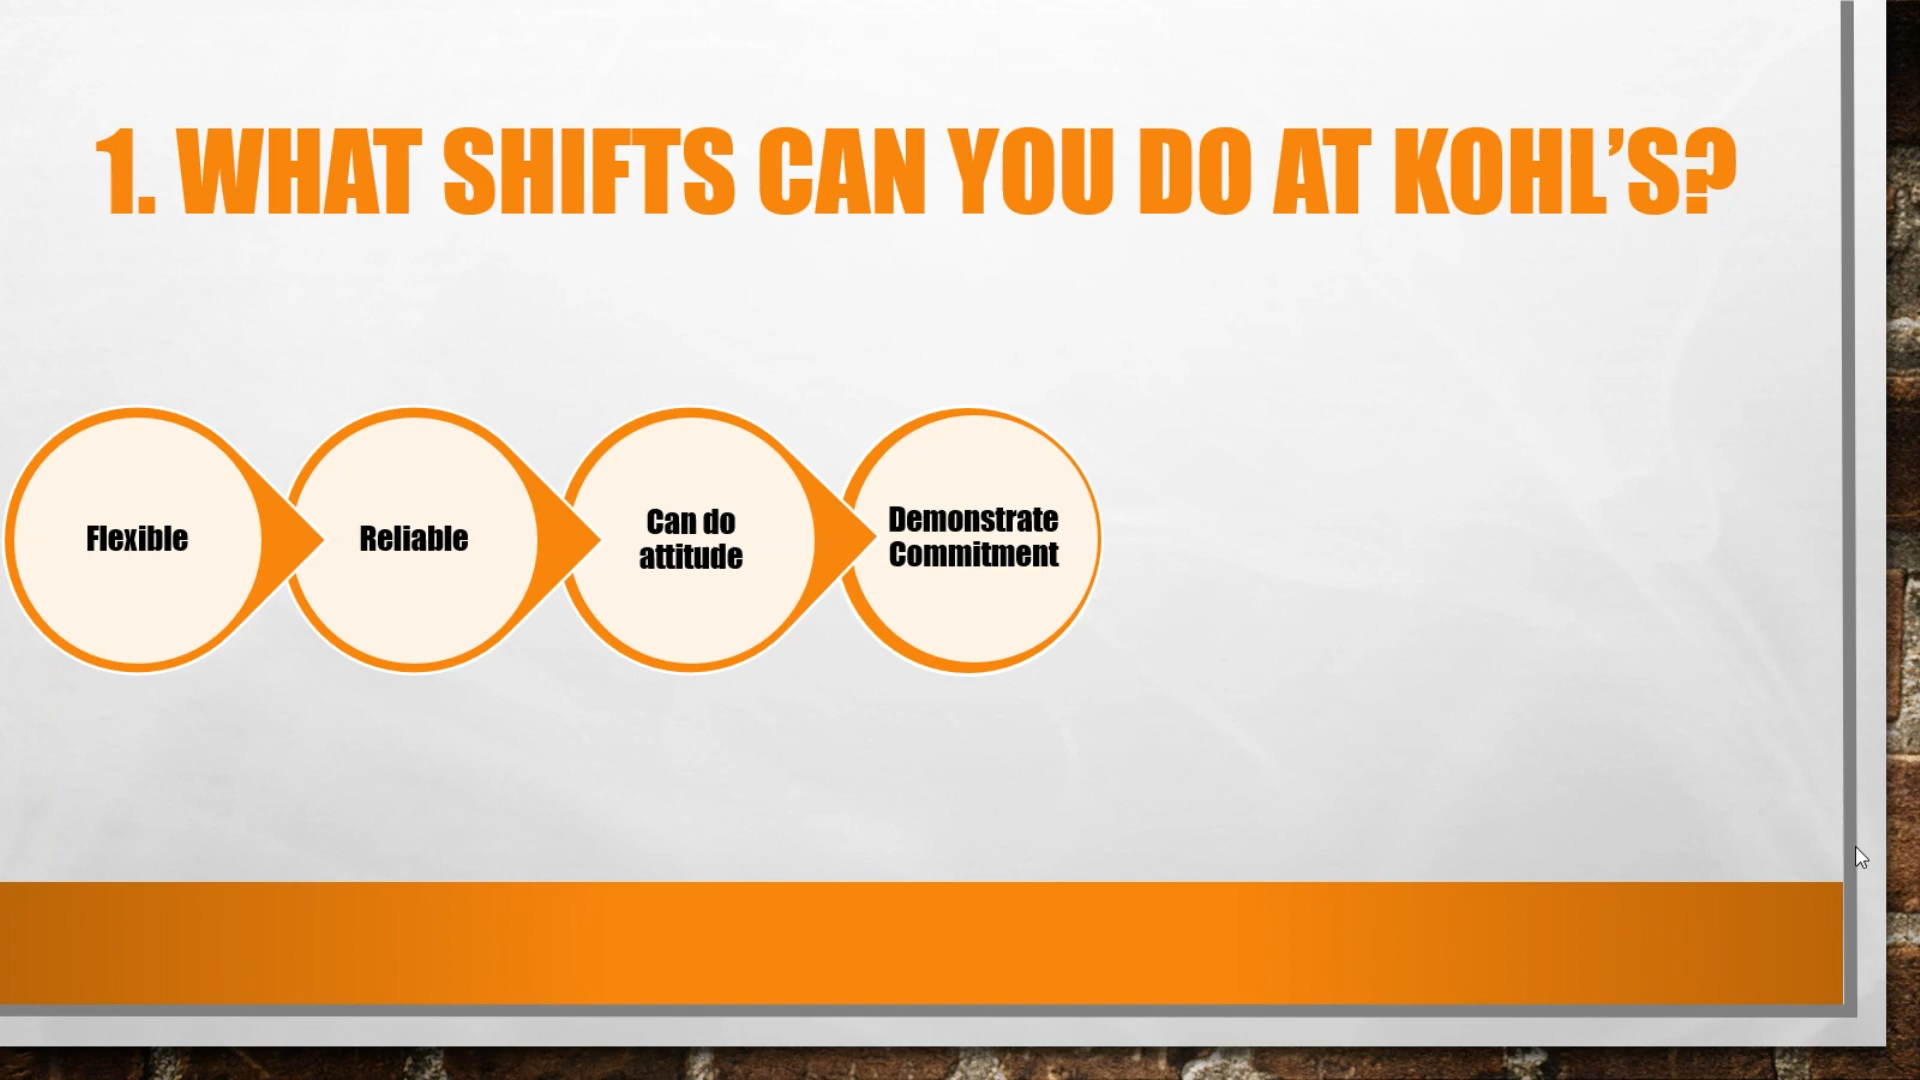 1. WHAT SHIFTS CAN YOU DO AT KOHL’S?
Flexible
Reliable
Can do
attitude
Demonstrate
Commitment